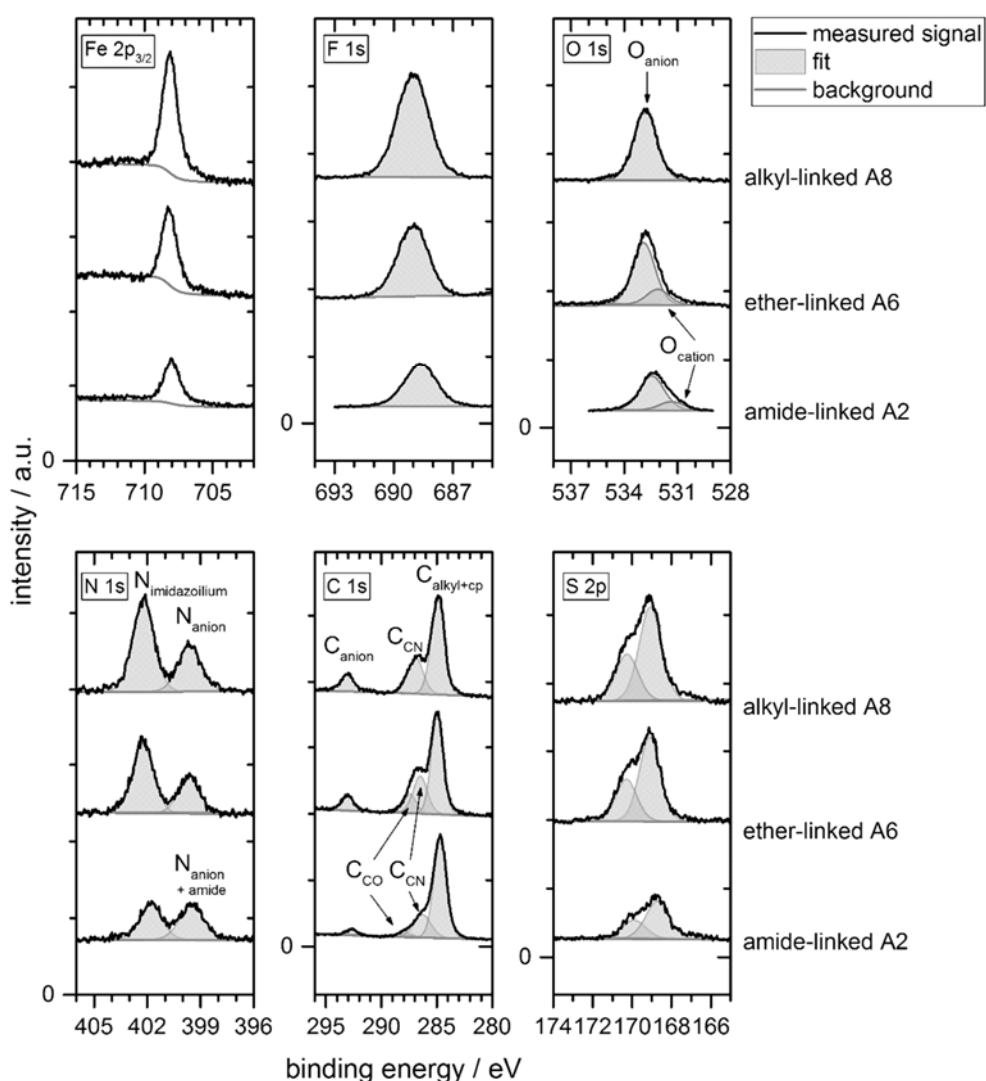 Fe 2p3/2
F 1s
O 1s
measured signal
fit
background
Oanion
alkyl-linked A8
ether-linked A6
Ocation
amide-linked A2
0
0
0
715 710 705
693 690 687
537 534 531 528
intensity / a.u.
N 1s
Nimidazoilium
Nanion
C 1s
Calkyl+cp
CCN
Canion
S 2p
alkyl-linked A8
ether-linked A6
Nanion
+ amide
CCO
CCN
amide-linked A2
0
0
0
405 402 399 396
295 290 285 280
174 172 170 168 166
binding energy / eV